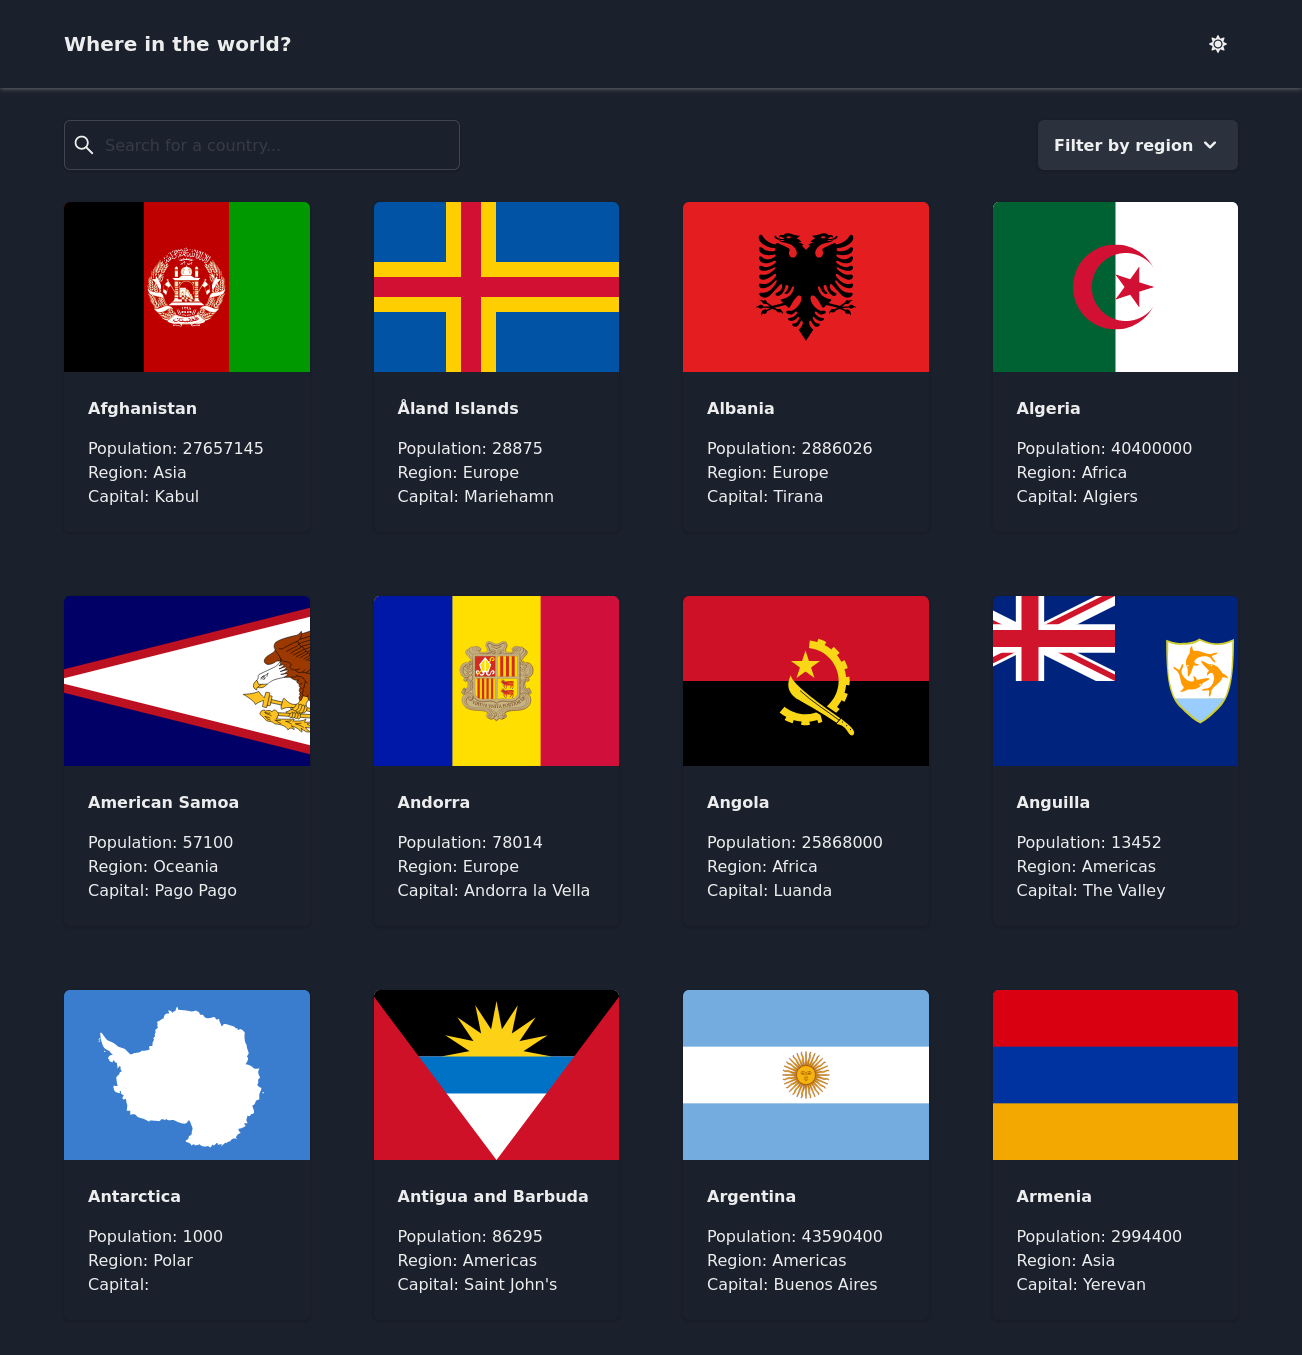 Where in the world?
Search for a country...
Filter by region
Afghanistan
Population: 27657145
Region: Asia
Capital: Kabul
Åland Islands
Population: 28875
Region: Europe
Capital: Mariehamn
Albania
Population: 2886026
Region: Europe
Capital: Tirana
Algeria
Population: 40400000
Region: Africa
Capital: Algiers
American Samoa
Population: 57100
Region: Oceania
Capital: Pago Pago
Andorra
Population: 78014
Region: Europe
Capital: Andorra la Vella
Angola
Population: 25868000
Region: Africa
Capital: Luanda
Anguilla
Population: 13452
Region: Americas
Capital: The Valley
Antarctica
Population: 1000
Region: Polar
Capital:
Antigua and Barbuda
Population: 86295
Region: Americas
Capital: Saint John's
Argentina
Population: 43590400
Region: Americas
Capital: Buenos Aires
Armenia
Population: 2994400
Region: Asia
Capital: Yerevan